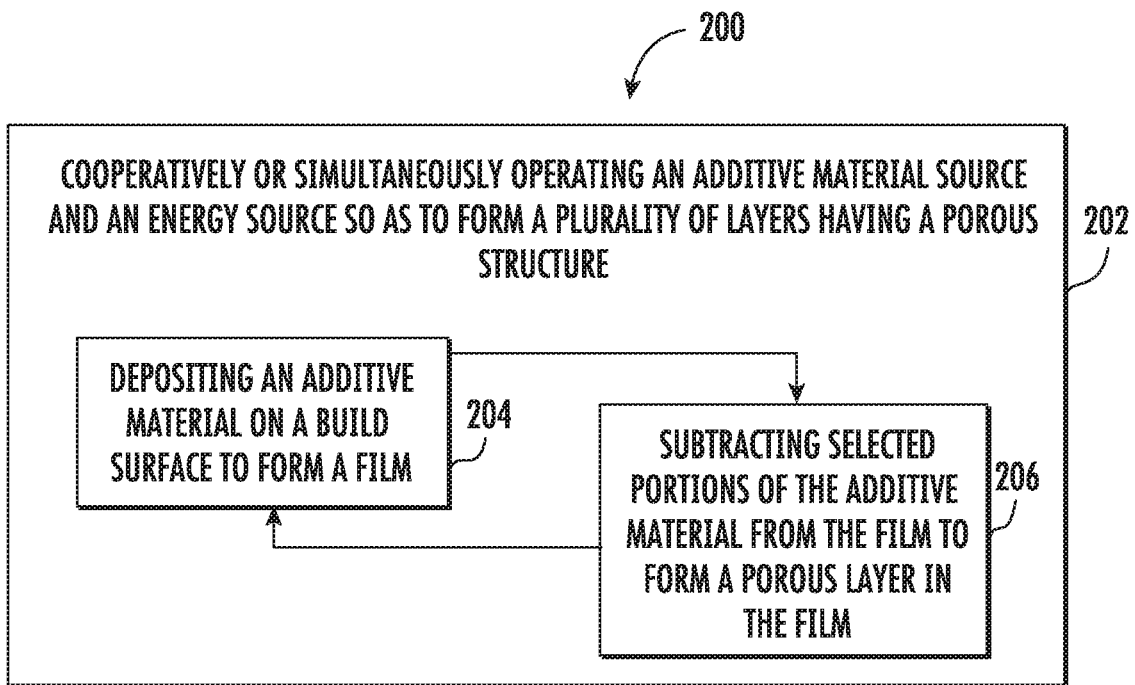 200
COOPERATIVELY OR SIMULTANEOUSLY OPERATING AN ADDITIVE MATERIAL SOURCE
AND AN ENERGY SOURCE SO AS TO FORM A PLURALITY OF LAYERS HAVING A POROUS
STRUCTURE
202
DEPOSITING AN ADDITIVE
MATERIAL ON A BUILD
SURFACE TO FORM A FILM
204
SUBTRACTING SELECTED
PORTIONS OF THE ADDITIVE
MATERIAL FROM THE FILM TO
FORM A POROUS LAYER IN
THE FILM
206